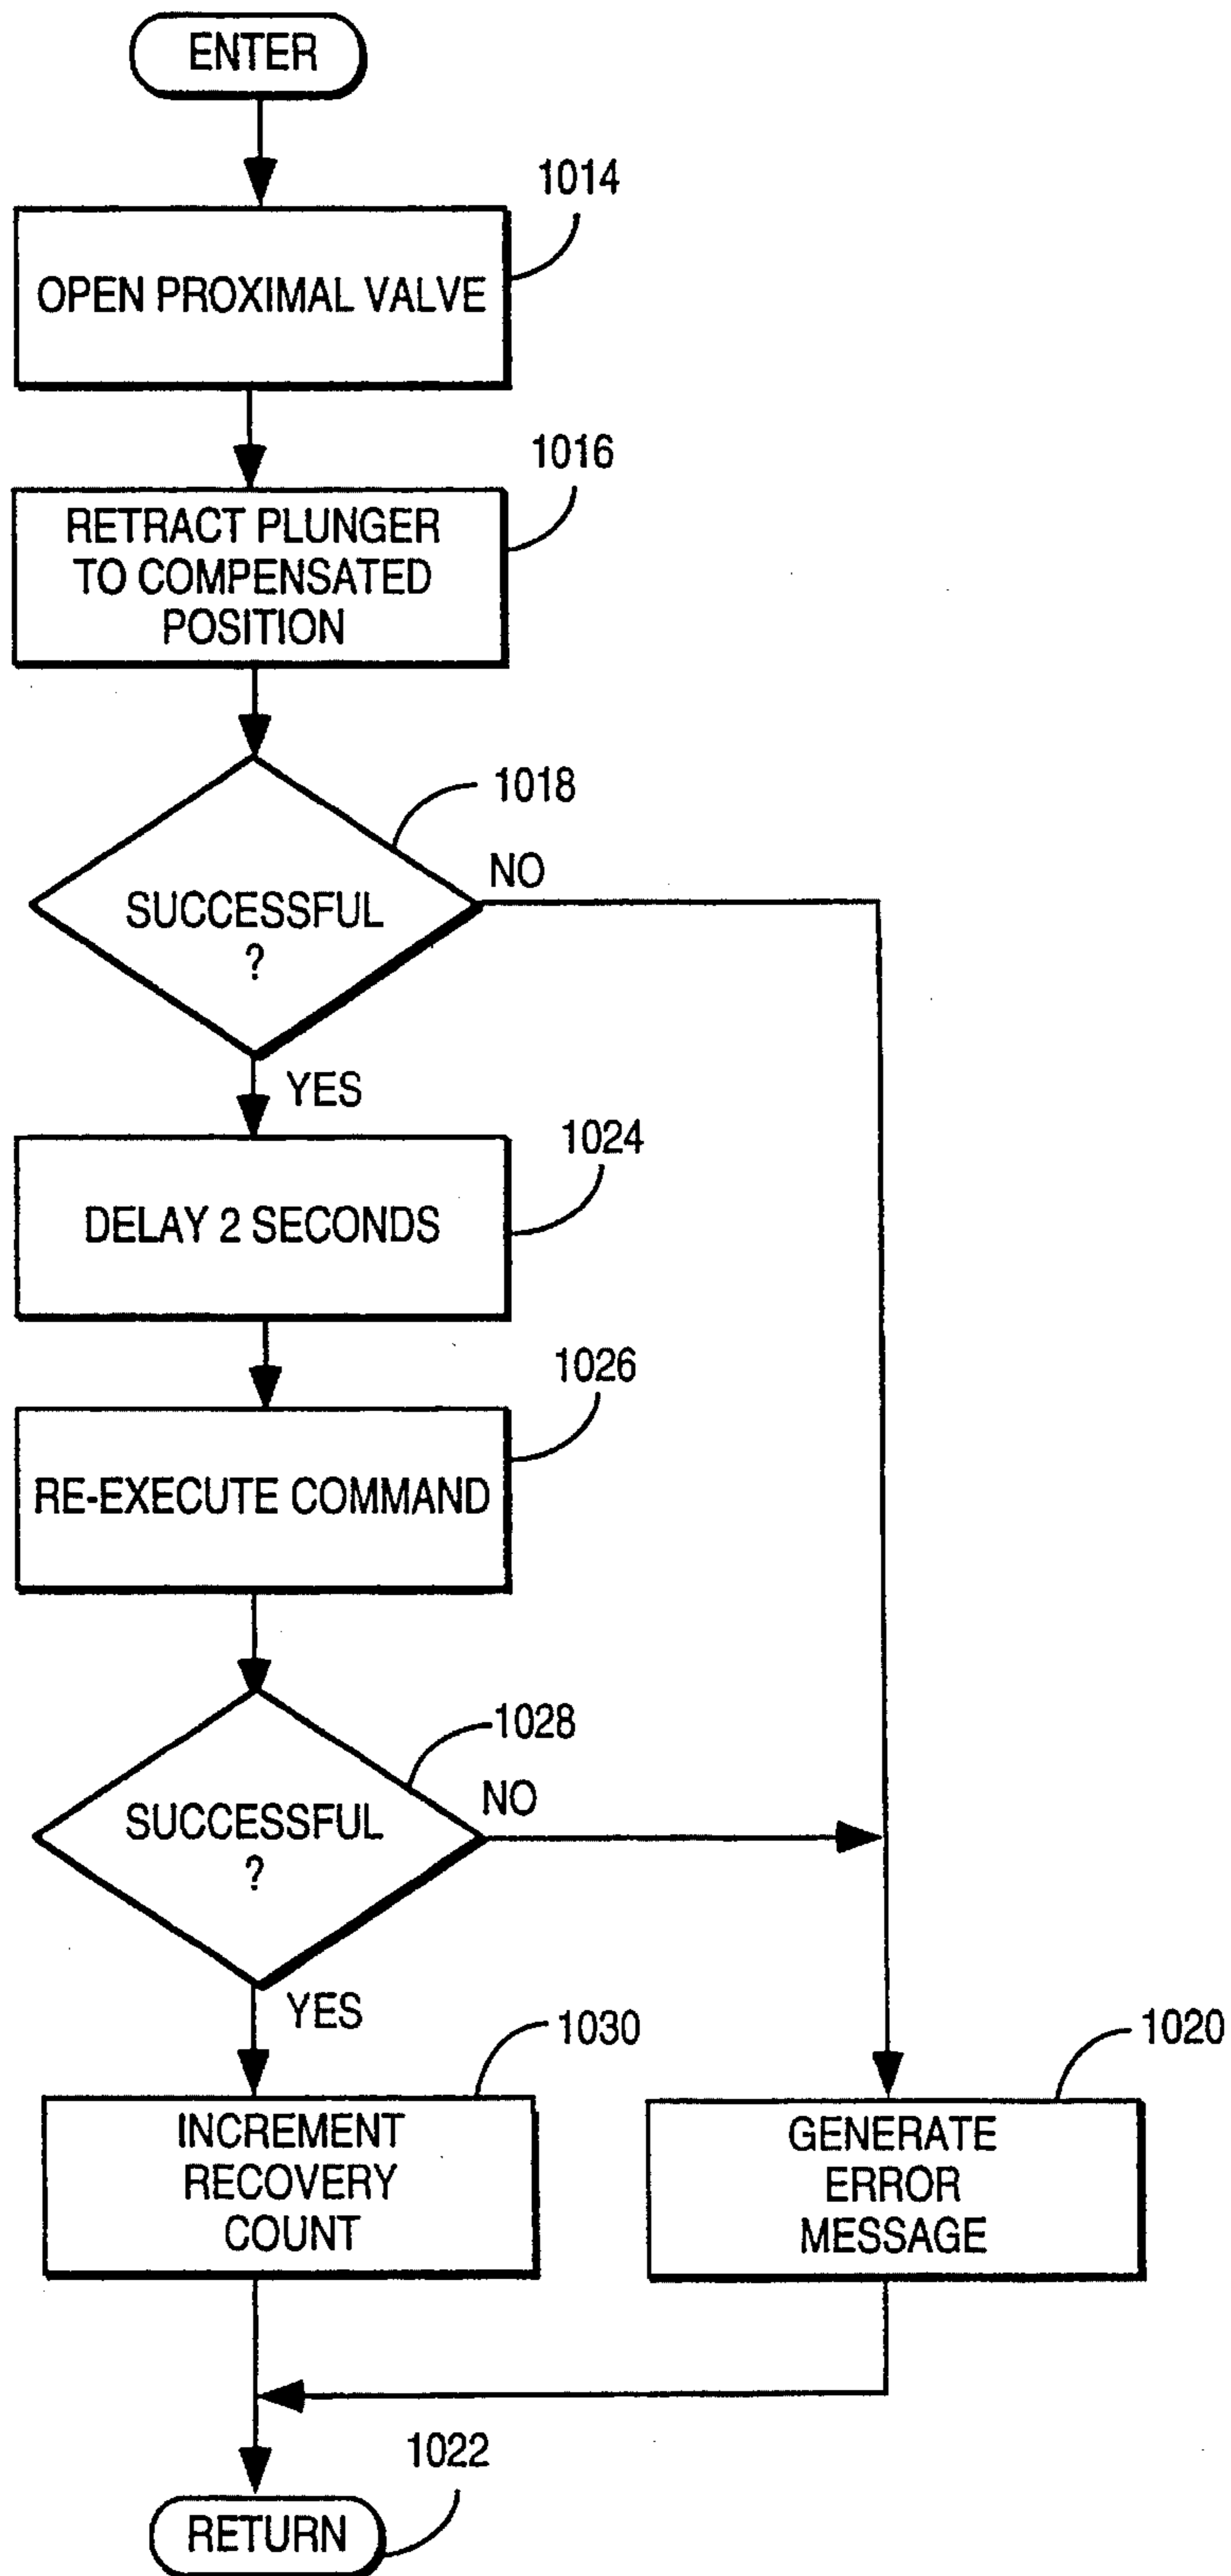 ENTER
1014
OPEN PROXIMAL VALVE
1016
RETRACT PLUNGER
TO COMPENSATED
POSITION
1018
NO
SUCCESSFUL
?
YES
1024
DELAY 2 SECONDS
1026
RE-EXECUTE COMMAND
1028
NO
SUCCESSFUL
?
YES
1030
1020
INCREMENT
RECOVERY
COUNT
GENERATE
ERROR
MESSAGE
1022
RETURN